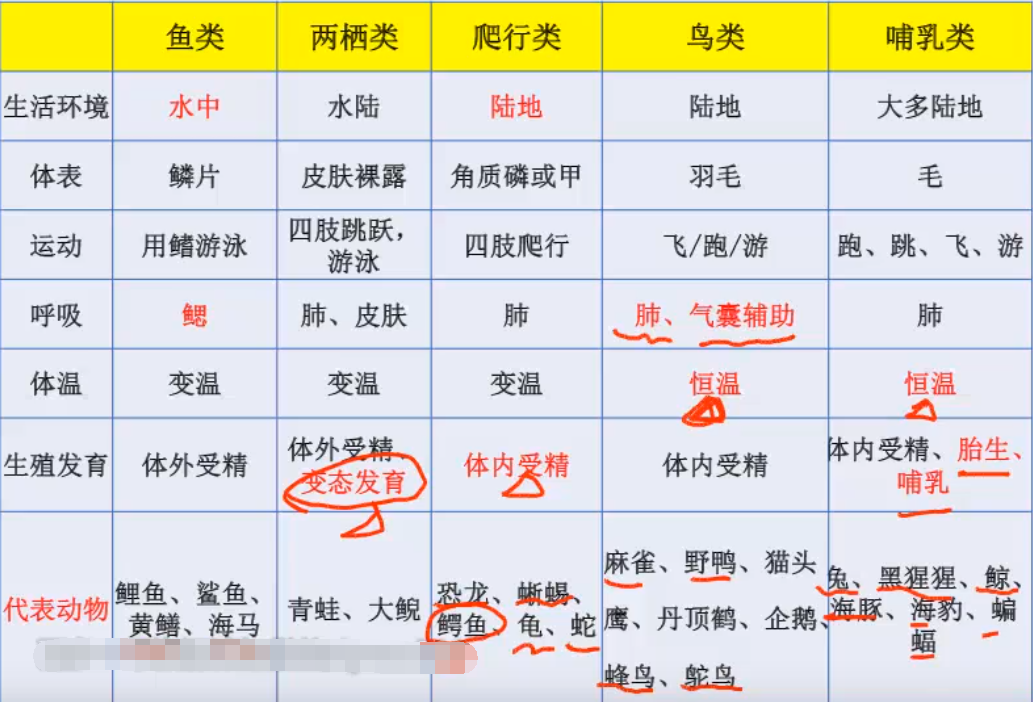 鱼类 两栖类 爬行类 鸟类 哺乳类
生活环境 水中 水陆 陆地 陆地 大多陆地
体表 鳞片 皮肤裸露 角质磷或甲 羽毛 毛
运动 用鳍游泳 四肢跳跃，
游泳 四肢爬行 飞/跑/游 跑、跳、飞、游
呼吸 鳃 肺、皮肤 肺 肺、气囊辅助 肺
体温 变温 变温 变温 恒温 恒温
生殖发育 体外受精 体外受精
变态发育 体内受精 体内受精 体内受精、胎生、
哺乳
代表动物 鲤鱼、鲨鱼、
黄鳝、海马 青蛙、大鲵 恐龙、蜥蜴、
鳄鱼、龟、蛇 麻雀、野鸭、猫头
鹰、丹顶鹤、企鹅、
蜂鸟、鸵鸟 兔、黑猩猩、鲸、
海豚、海豹、蝙
蝠